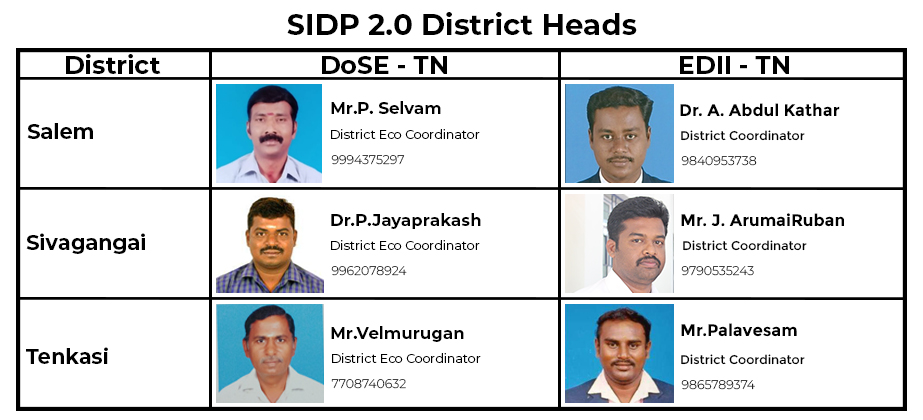 SIDP 2.0 District Heads
District
DoSE - TN
EDII - TN
Salem
Mr.P. Selvam
District Eco Coordinator
9994375297
Dr. A. Abdul Kathar
District Coordinator
9840953738
Sivagangai
Dr.P.Jayaprakash
District Eco Coordinator
9962078924
Mr. J. ArumaiRuban
District Coordinator
9790535243
Tenkasi
Mr.Velmurugan
District Eco Coordinator
7708740632
Mr.Palavesam
District Coordinator
9865789374